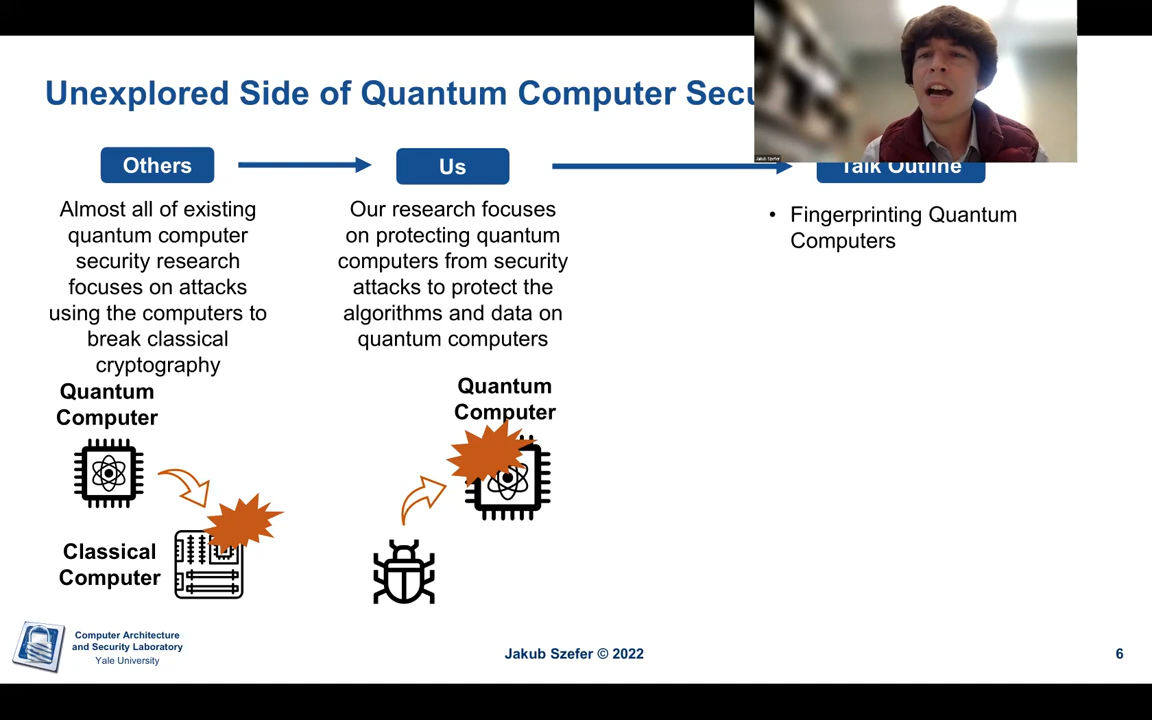 Unexplored Side of Quantum Computer
Others
Us
Talk Outline
Almost all of existing
quantum computer
security research
focuses on attacks
using the computers to
break classical
cryptography
Our research focuses
on protecting quantum
computers from security
attacks to protect the
algorithms and data on
quantum computers
• Fingerprinting Quantum
Computers
Quantum
Computer
Classical
Computer
Quantum
Computer
Computer Architecture
and Security Laboratory
Yale University
Jakub Szefer © 2022
6
Jakub Szefer